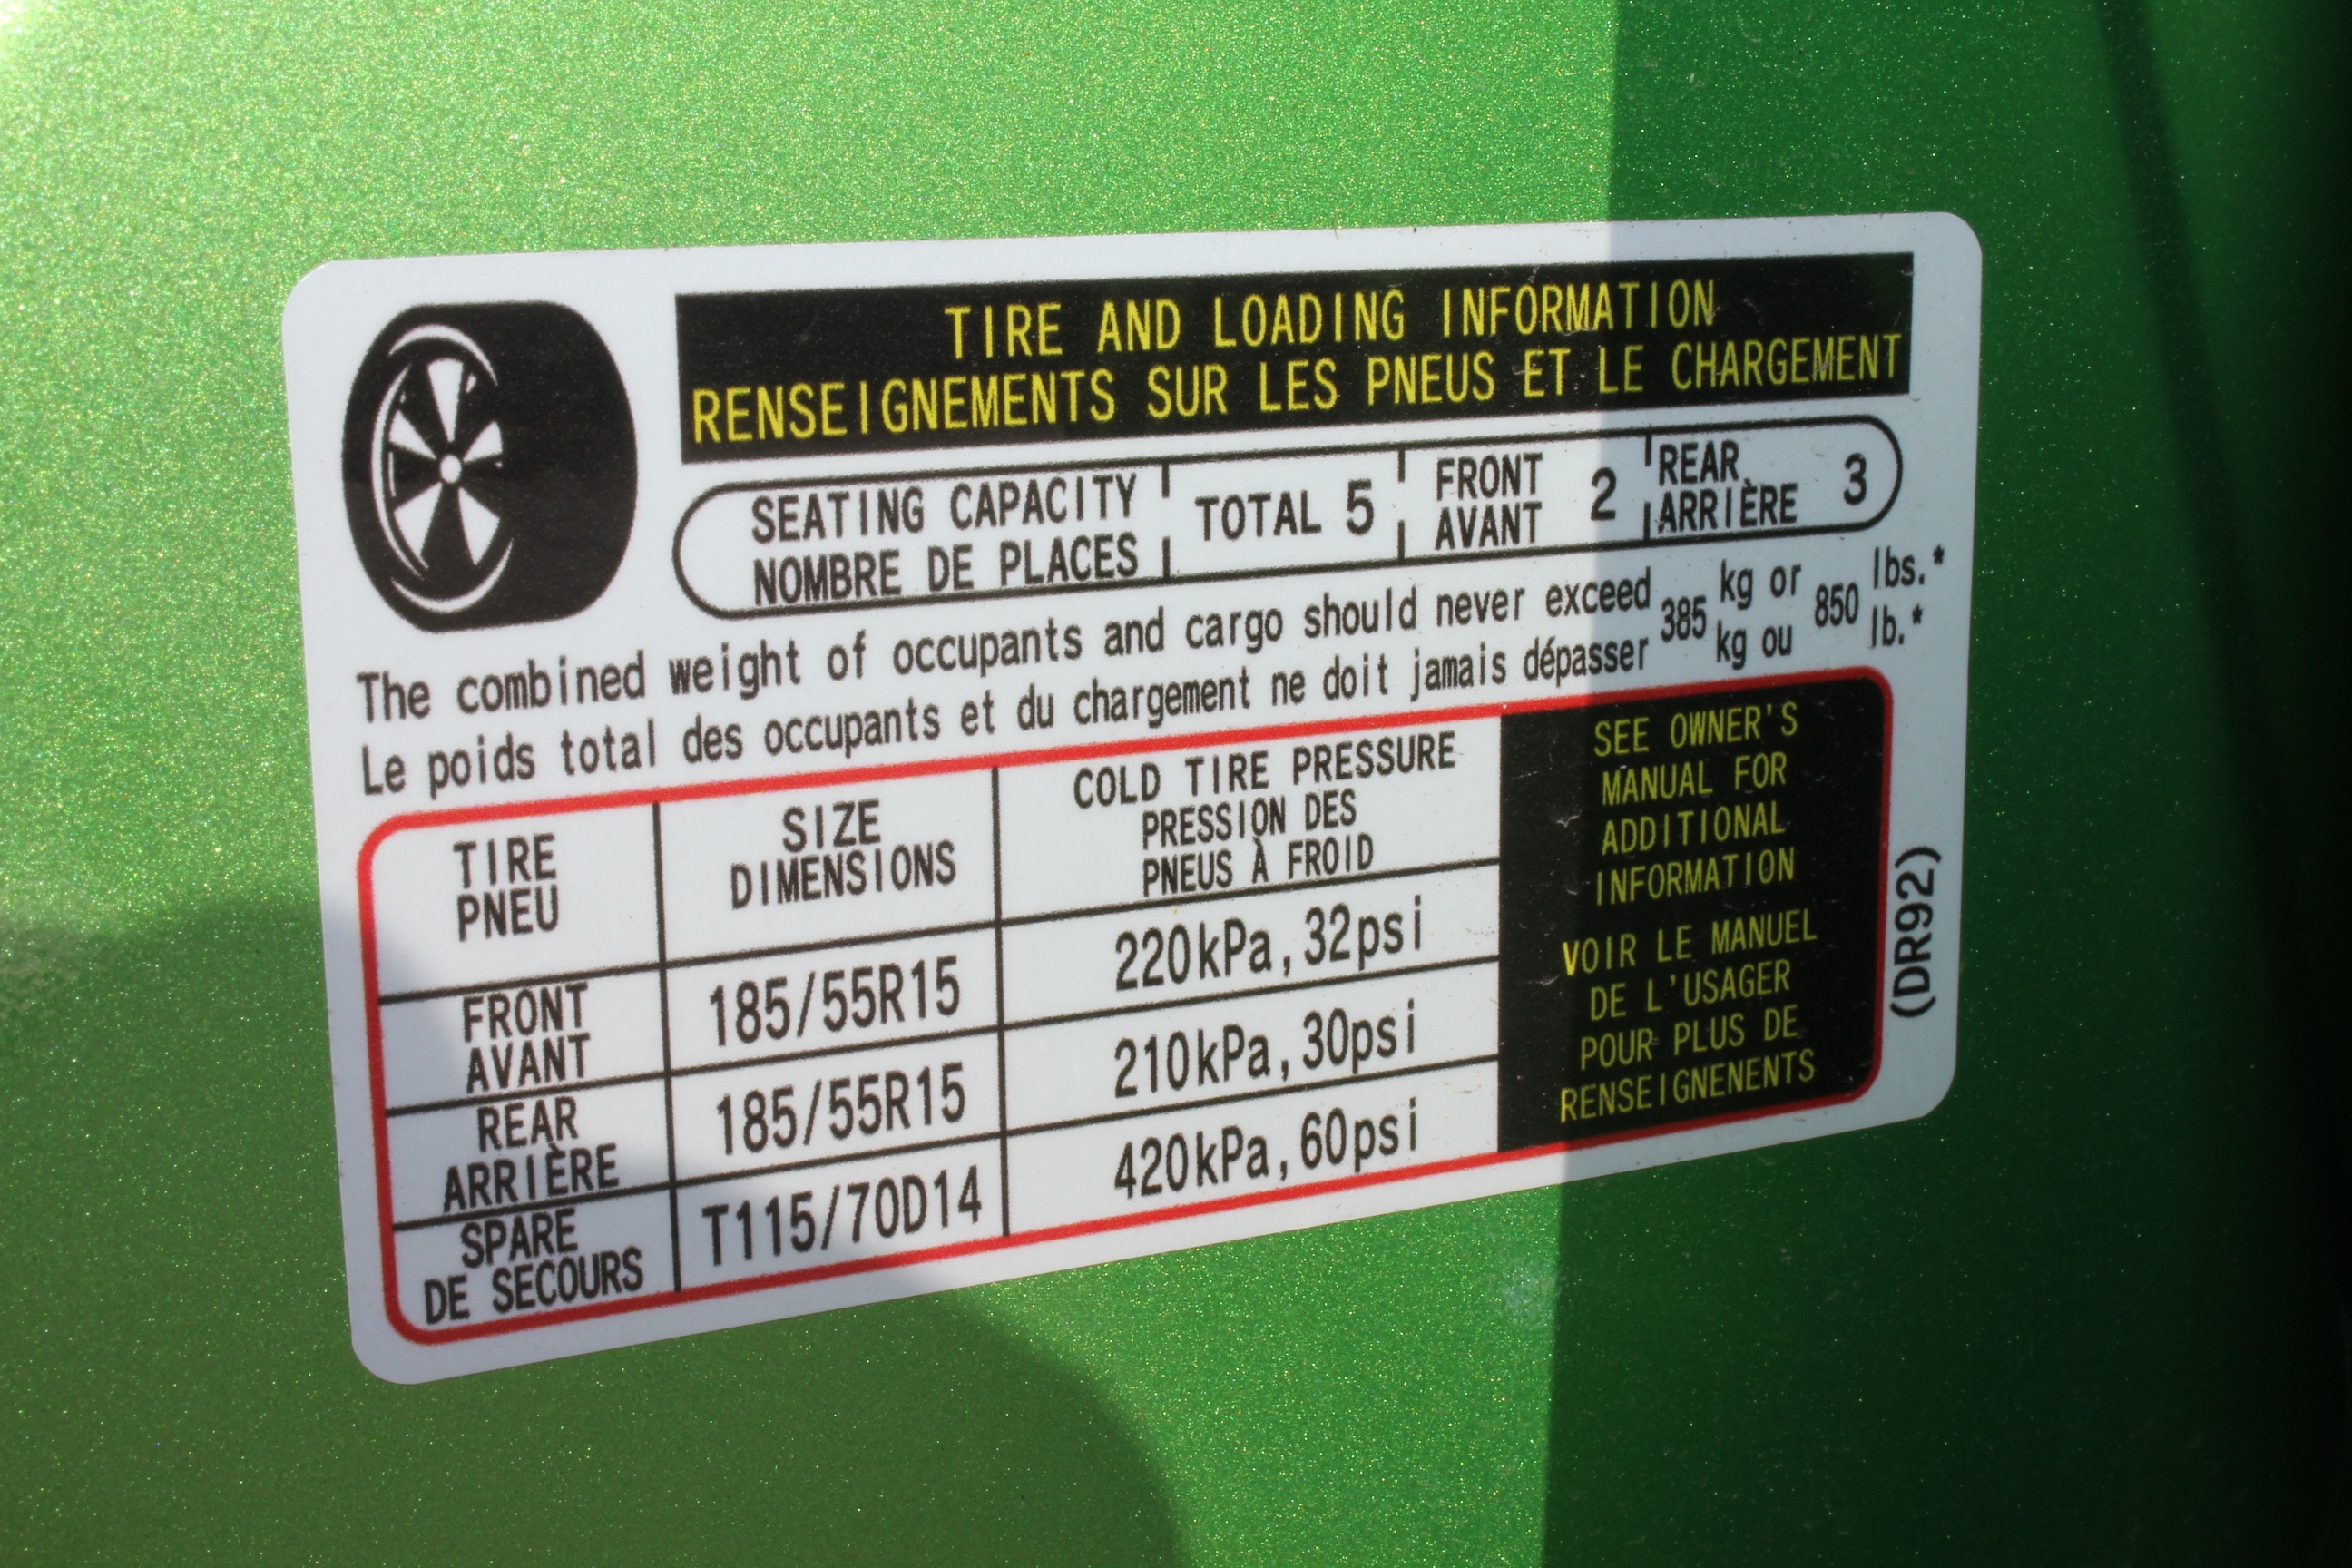 TIRE AND LOADING INFORMATION
RENSEIGNEMENTS SUR LES PNEUS ET LE CHARGEMENT
SEATING CAPACITY
NOMBRE DE PLACES
TOTAL 5
FRONT
AVANT
2
REAR
ARRIÈRE
3
The combined weight of occupants and cargo should never exceed 385 kg or 850 lbs.*
Le poids total des occupants et du chargement ne doit jamais dépasser kg ou lb.*
TIRE
PNEU
SIZE
DIMENSIONS
COLD TIRE PRESSURE
PRESSION DES
PNEUS À FROID
FRONT
AVANT
185/55R15
220kPa, 32psi
REAR
ARRIÈRE
185/55R15
210kPa, 30psi
SPARE
DE SECOURS
T115/70D14
420kPa, 60psi
SEE OWNER'S
MANUAL FOR
ADDITIONAL
INFORMATION
VOIR LE MANUEL
DE L'USAGER
POUR PLUS DE
RENSEIGNENENTS
(DR92)